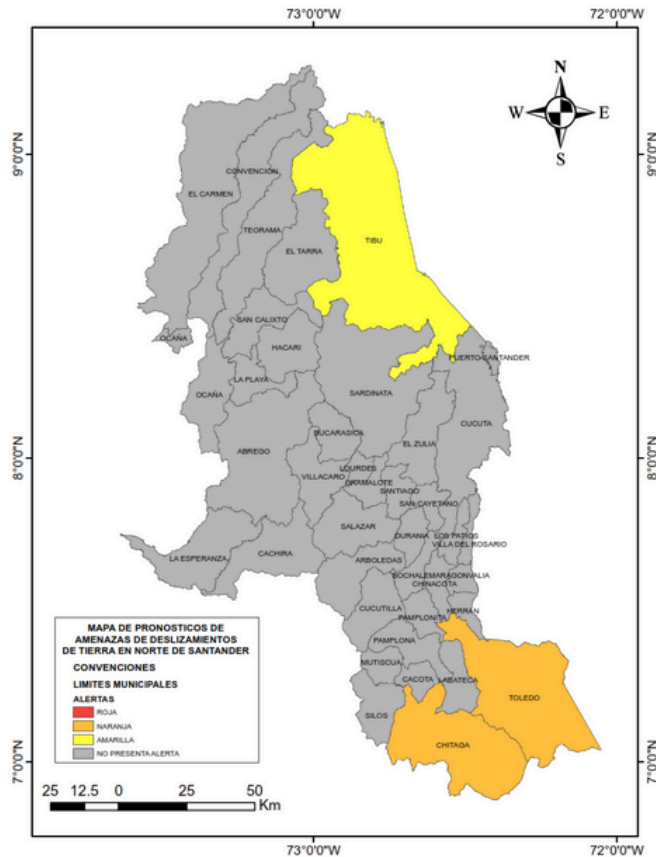 73°0'0"W
72°0'0"W
N
W
E
S
9°0'0"N
9°0'0"N
CONVENCIÓN
EL CARMEN
TEORAMA
TIBU
EL TARRA
SAN CALIXTO
OCAÑA
HACARI
PUERTO SANTANDER
LA PLAYA
OCAÑA
SARDINATA
CUCUTA
BUCARASICA
EL ZULIA
ABREGO
8°0'0"N
8°0'0"N
LOURDES
VILLACARO
GRAMALOTE
SANTIAGO
SAN CAYETANO
SALAZAR
DURANIA
LOS PATIOS
VILLA DEL ROSARIO
CACHIRA
LA ESPERANZA
ARBOLEDAS
BOCHALEMA
RAGONVALIA
CHINACOTA
CUCUTILLA
HERRÁN
PAMPLONITA
PAMPLONA
MUTISCUA
CACOTA
LABATECA
TOLEDO
SILOS
CHITAGA
7°0'0"N
7°0'0"N
MAPA DE PRONOSTICOS DE
AMENAZAS DE DESLIZAMIENTOS
DE TIERRA EN NORTE DE SANTANDER
CONVENCIONES
LIMITES MUNICIPALES
ALERTAS
ROJA
NARANJA
AMARILLA
NO PRESENTA ALERTA
25 12.5 0 25 50
Km
73°0'0"W
72°0'0"W